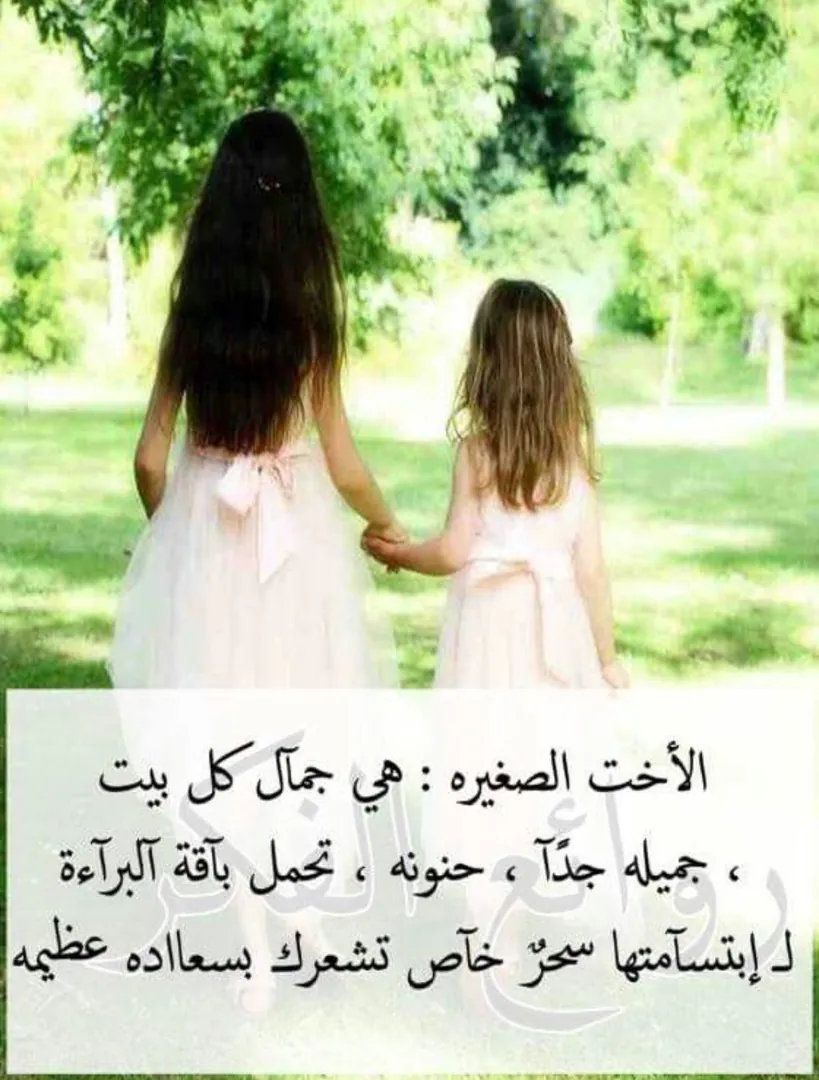 الأخت الصغيره : هي جمآل كل بيت
، جميله جدًآ ، حنونه ، تحمل بآقة آلبرآءة
لـ إبتسآمتها سحرٌ خآص تشعرك بسعااده عظيمه
روائع الفكر